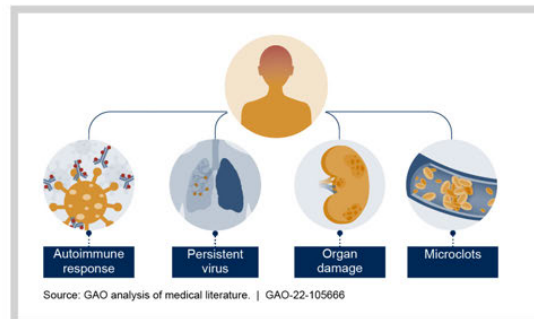 Autoimmune response
Persistent virus
Organ damage
Microclots
Source: GAO analysis of medical literature. | GAO-22-105666